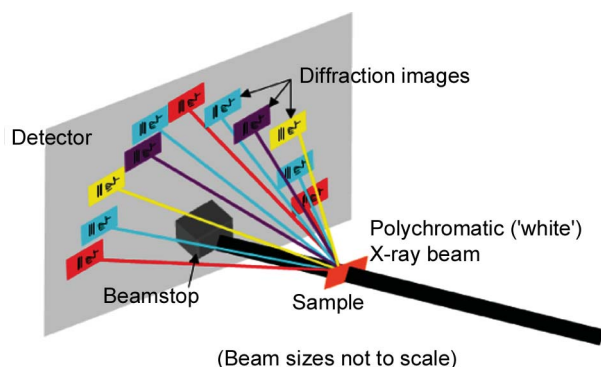 Diffraction images
Detector
Polychromatic ('white')
X-ray beam
Beamstop
Sample
(Beam sizes not to scale)